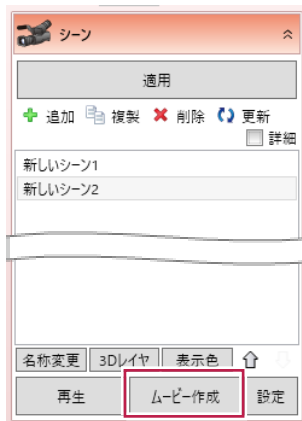 シーン
適用
追加 複製 削除 更新
詳細
新しいシーン1
新しいシーン2
名称変更 3Dレイヤ 表示色
再生 ムービー作成 設定